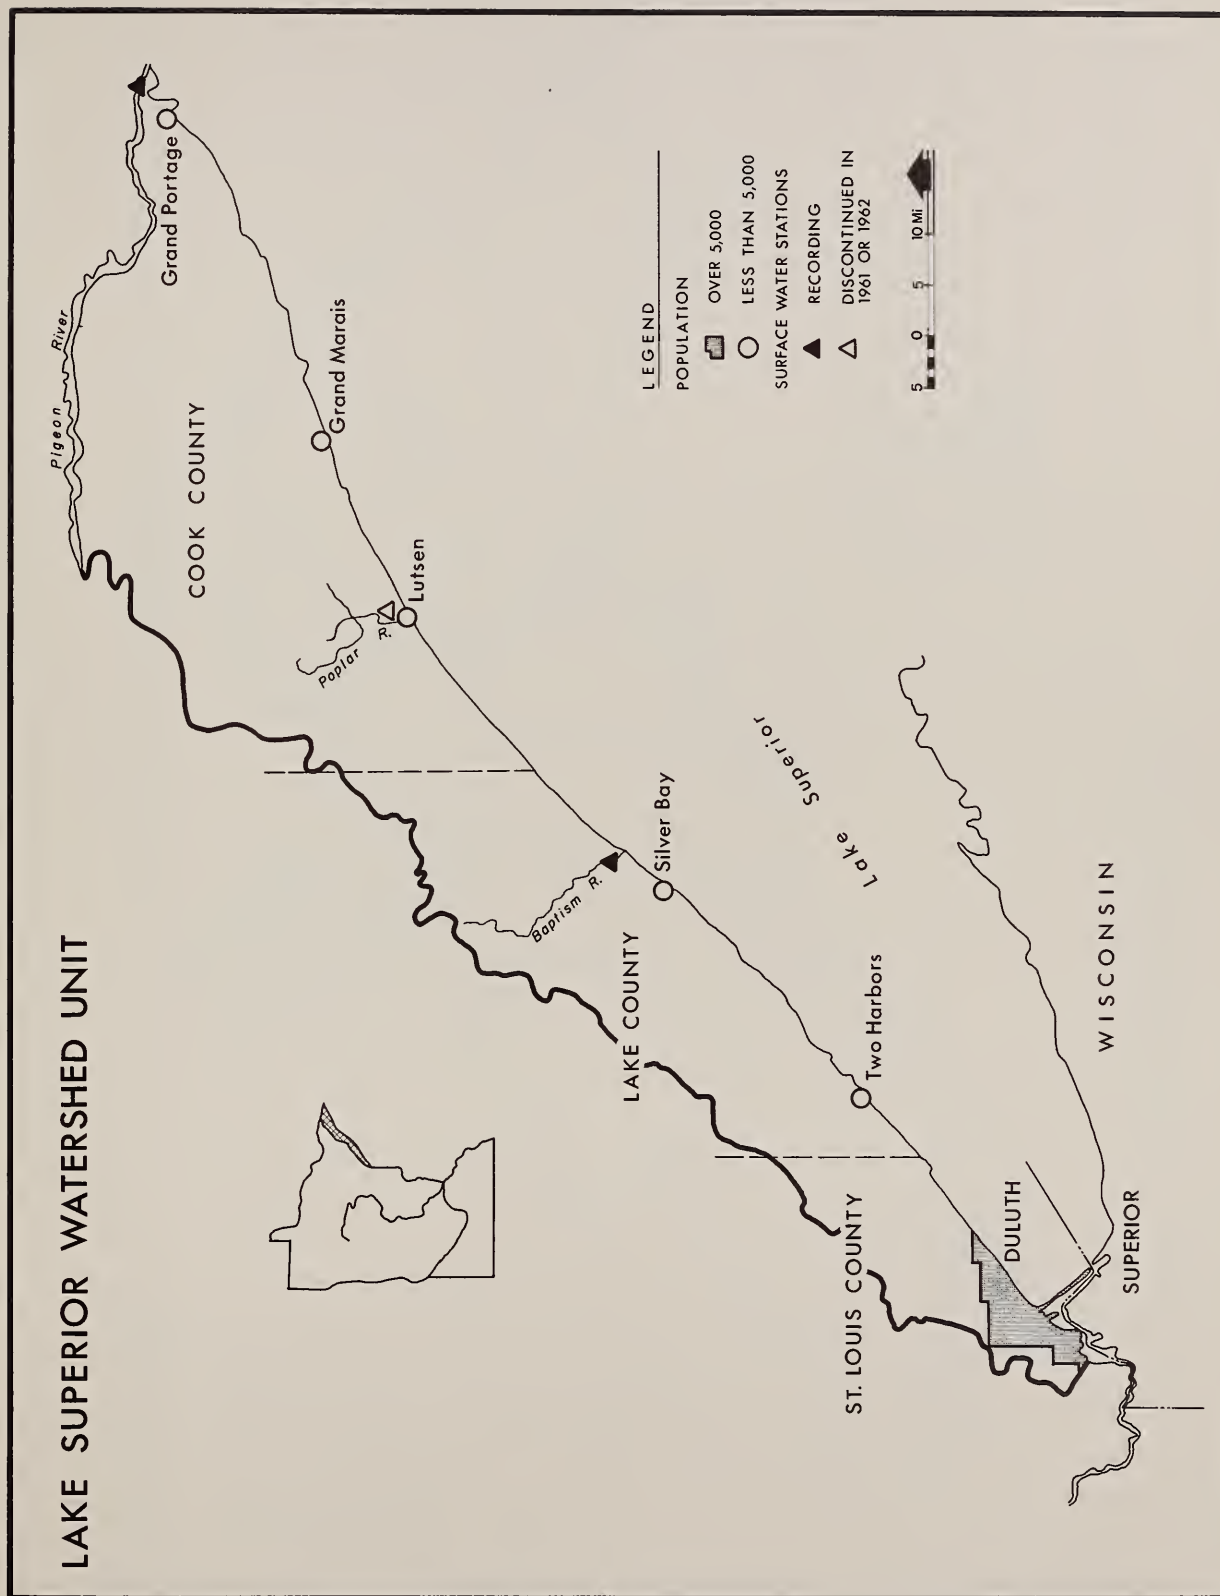 LAKE SUPERIOR WATERSHED UNIT
Pigeon River
Grand Portage
COOK COUNTY
Grand Marais
Lutsen
Poplar R.
Baptism R.
Silver Bay
LAKE COUNTY
Two Harbors
Lake Superior
ST. LOUIS COUNTY
DULUTH
SUPERIOR
WISCONSIN
LEGEND
POPULATION
OVER 5,000
LESS THAN 5,000
SURFACE WATER STATIONS
RECORDING
DISCONTINUED IN
1961 OR 1962
5 0 5 10 Mi